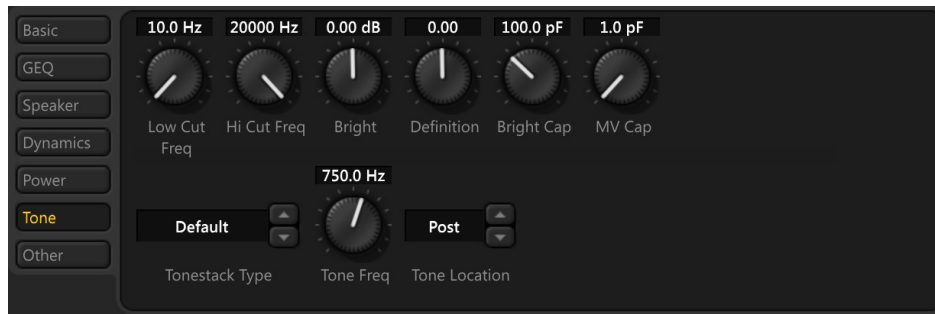 Basic
GEQ
Speaker
Dynamics
Power
Tone
Other
10.0 Hz
20000 Hz
0.00 dB
0.00
100.0 pF
1.0 pF
Low Cut
Freq
Hi Cut Freq
Bright
Definition
Bright Cap
MV Cap
750.0 Hz
Default
Post
Tonestack Type
Tone Freq
Tone Location